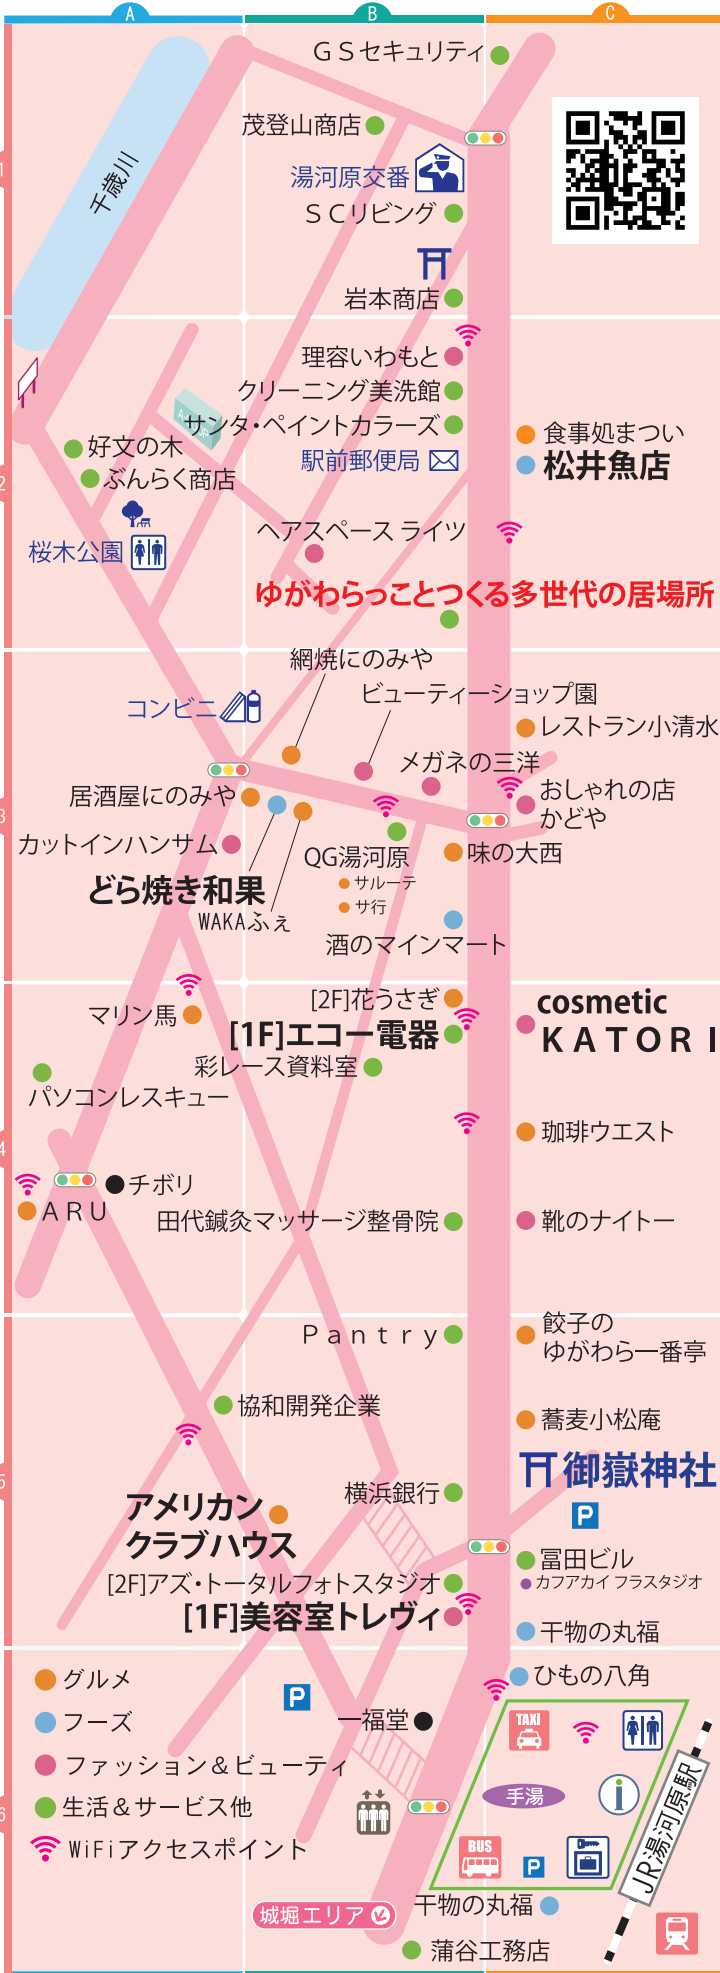 A
B
C
GSセキュリティ
茂登山商店
1
千歳川
湯河原交番
SCリビング
岩本商店
理容いわもと
クリーニング美洗館
サンタ・ペイントカラーズ
食事処まつい
好文の木
松井魚店
駅前郵便局
2
ぶんらく商店
ヘアスペース ライツ
桜木公園
ゆがわらっことつくる多世代の居場所
網焼にのみや
ビューティーショップ園
コンビニ
レストラン小清水
メガネの三洋
居酒屋にのみや
おしゃれの店
かどや
3
カットインハンサム
QG湯河原
味の大西
サルーテ
どら焼き和果
サ行
WAKAふぇ
酒のマインマート
[2F]花うさぎ
cosmetic
KATORI
マリン馬
[1F]エコー電器
彩レース資料室
パソコンレスキュー
珈琲ウエスト
4
チボリ
ARU
田代鍼灸マッサージ整骨院
靴のナイトー
餃子の
ゆがわら一番亭
Pantry
協和開発企業
蕎麦小松庵
御嶽神社
5
横浜銀行
アメリカン
クラブハウス
P
冨田ビル
カフアカイ フラスタジオ
[2F]アズ・トータルフォトスタジオ
[1F]美容室トレヴィ
干物の丸福
ひもの八角
グルメ
P
フーズ
一福堂
TAXI
ファッション&ビューティ
手湯
i
JR湯河原駅
生活&サービス他
6
WiFiアクセスポイント
BUS
P
干物の丸福
城堀エリア
蒲谷工務店